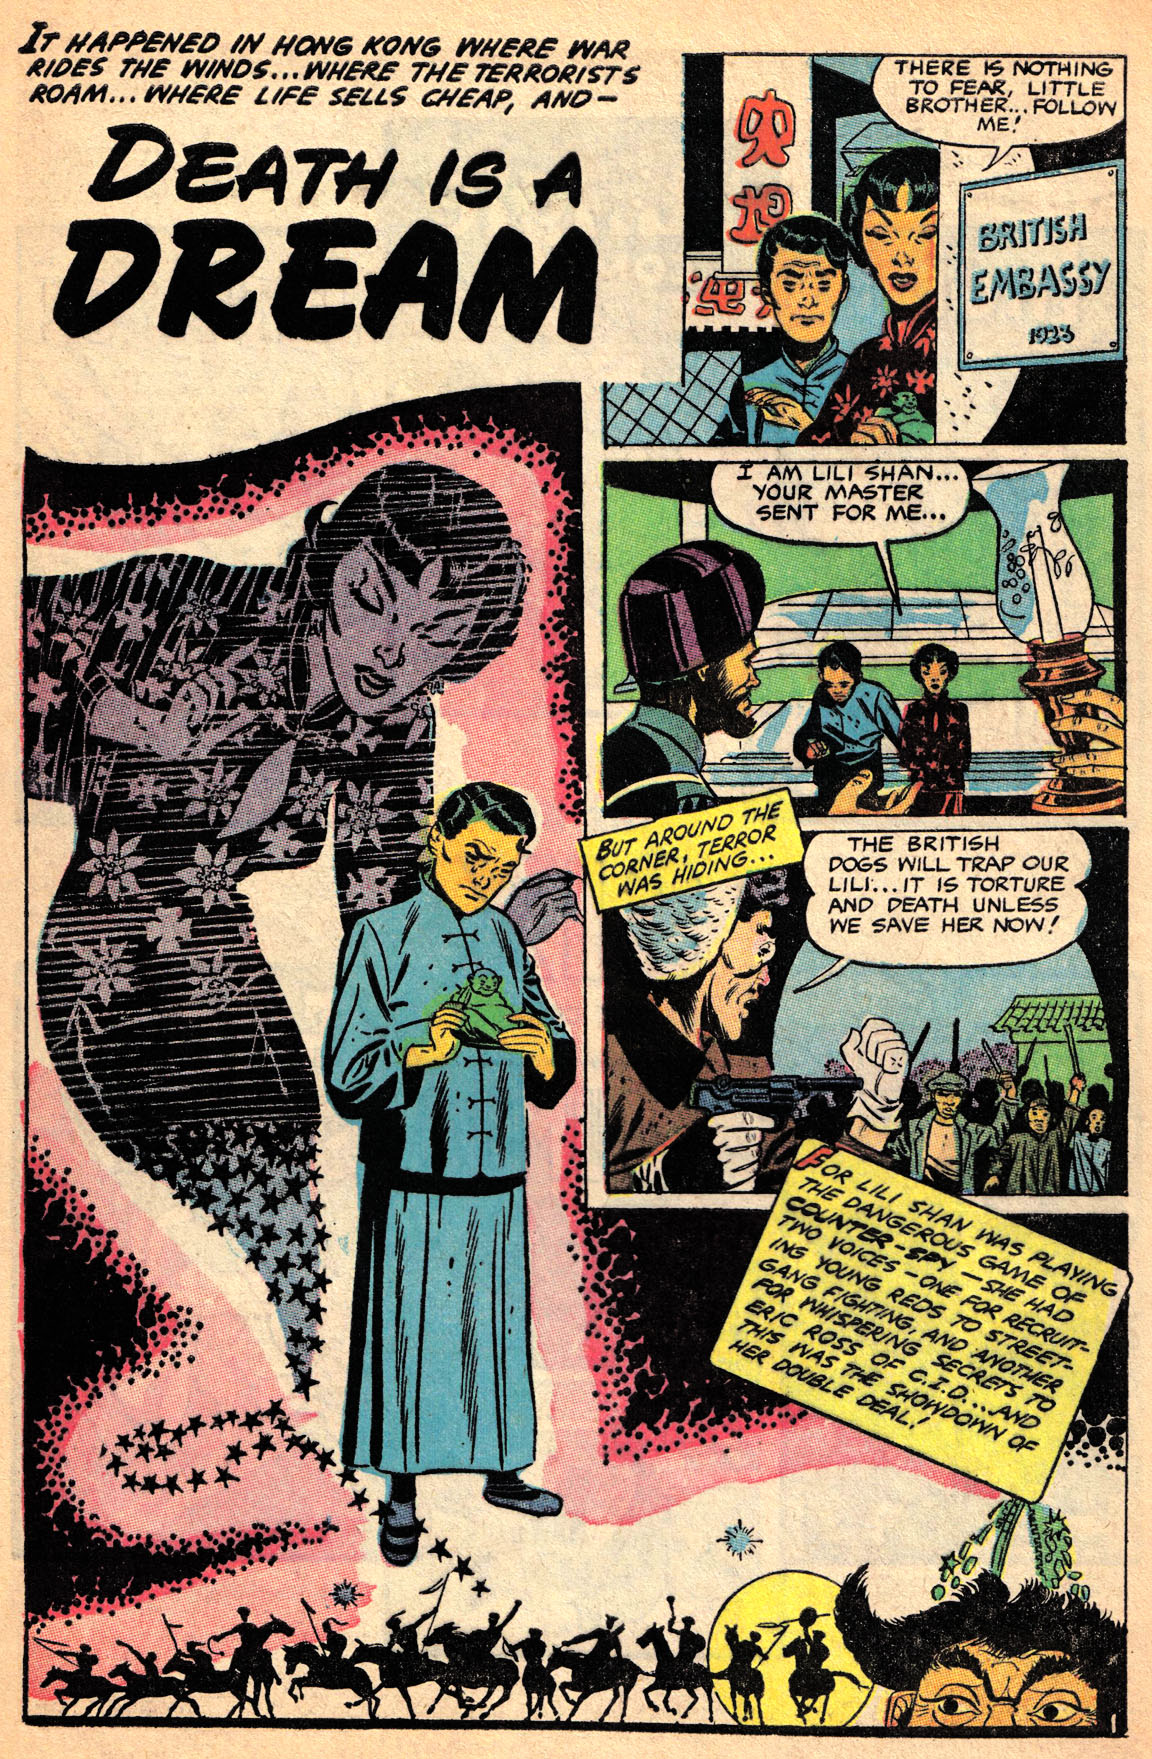 IT HAPPENED IN HONG KONG WHERE WAR
RIDES THE WINDS...WHERE THE TERRORISTS
ROAM...WHERE LIFE SELLS CHEAP, AND—
DEATH IS A
DREAM
THERE IS NOTHING
TO FEAR, LITTLE
BROTHER...FOLLOW
ME!
BRITISH
EMBASSY
1923
I AM LILI SHAN...
YOUR MASTER
SENT FOR ME...
BUT AROUND THE
CORNER, TERROR
WAS HIDING...
THE BRITISH
DOGS WILL TRAP OUR
LILI...IT IS TORTURE
AND DEATH UNLESS
WE SAVE HER NOW!
FOR LILI SHAN WAS PLAYING
THE DANGEROUS GAME OF
COUNTER-SPY—SHE HAD
TWO VOICES—ONE FOR RECRUIT-
ING YOUNG REDS TO STREET-
GANG FIGHTING, AND ANOTHER
FOR WHISPERING SECRETS TO
ERIC ROSS OF C.I.D....AND
THIS WAS THE SHOWDOWN OF
HER DOUBLE DEAL!